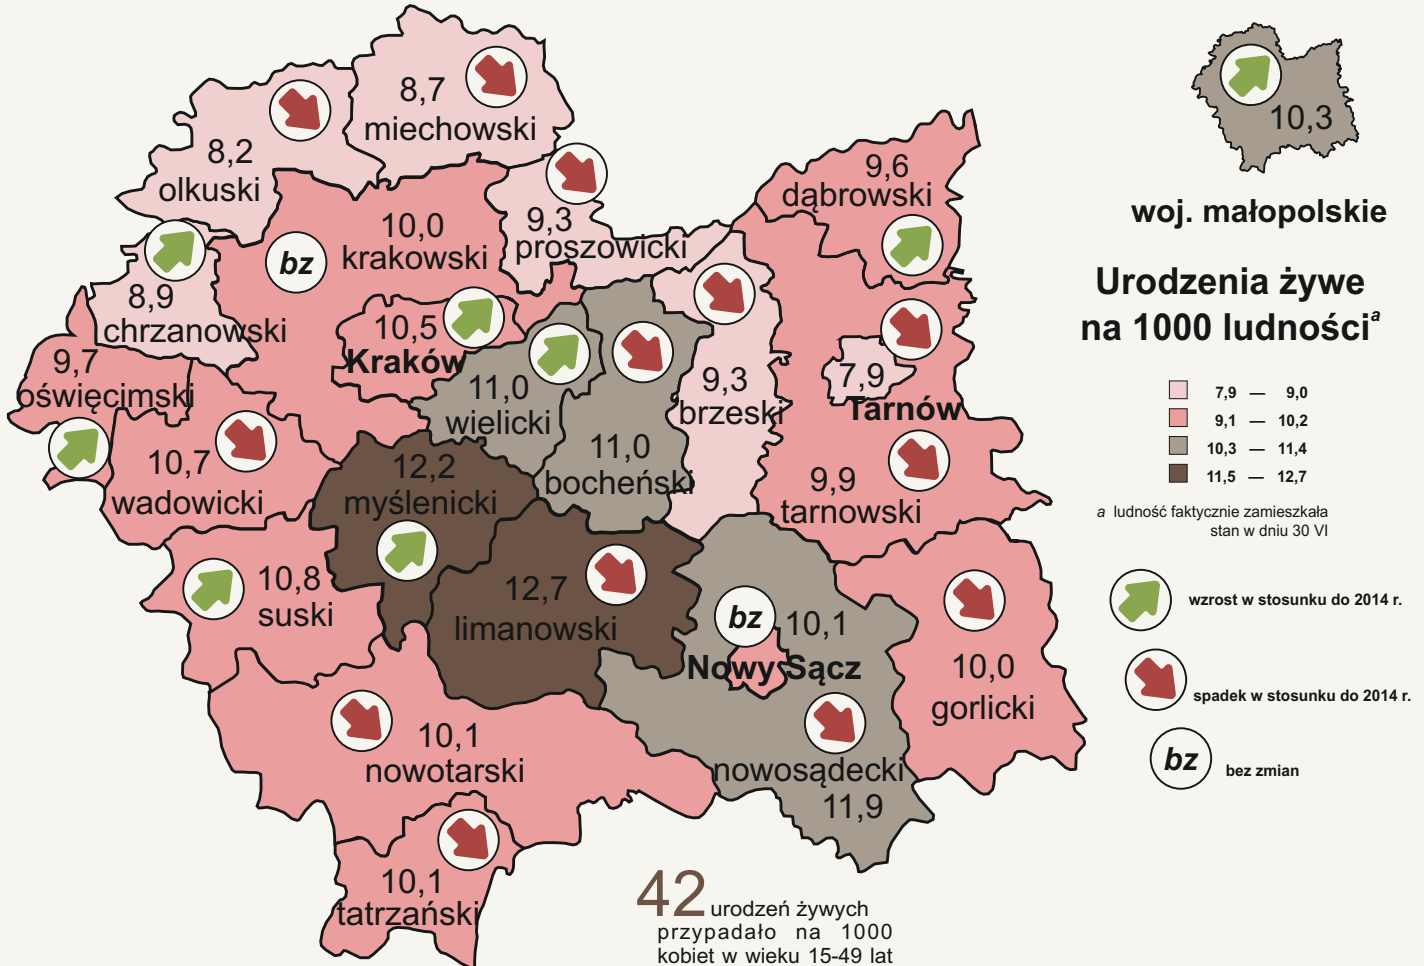 8,7
miechowski
8,2
olkuski
9,6
dąbrowski
10,3
woj. małopolskie
9,3
proszowicki
10,0
krakowski
bz
8,9
chrzanowski
Urodzenia żywe
na 1000 ludnościᵃ
10,5
Kraków
9,7
oświęcimski
11,0
wielicki
9,3
brzeski
7,9
Tarnów
7,9 — 9,0
9,1 — 10,2
10,3 — 11,4
11,5 — 12,7
10,7
wadowicki
12,2
myślenicki
11,0
bocheński
9,9
tarnowski
a ludność faktycznie zamieszkała
stan w dniu 30 VI
10,8
suski
12,7
limanowski
bz
10,1
Nowy Sącz
10,0
gorlicki
wzrost w stosunku do 2014 r.
spadek w stosunku do 2014 r.
bz
bez zmian
10,1
nowotarski
nowosądecki
11,9
10,1
tatrzański
42 urodzeń żywych
przypadało na 1000
kobiet w wieku 15-49 lat